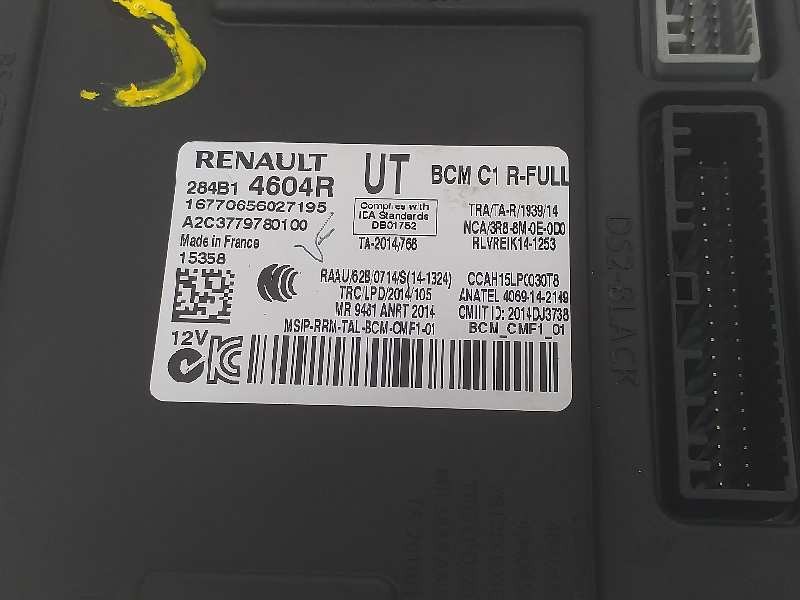 RENAULT UT BCM C1 R-FULL
284B1 4604R
16770656027195
A2C3779780100
Made in France
15358
Complies with
IDA Standards
DB01752
TA-2014/766
TRA/TA-R/1939/14
NCA/3R8-8M-0E-0D0
RLVREIK14-1253
RAAU/62B/0714/S(14-1324)
TRC/LPD/2014/105
MR 9481 ANRT 2014
MSIP-RRM-TAL-BCM-CMF1-01
CCAH15LP0030T8
ANATEL 4069-14-2149
CMIIT ID: 2014DJ3738
BCM_CMF1_01
12V
DS2-BLACK